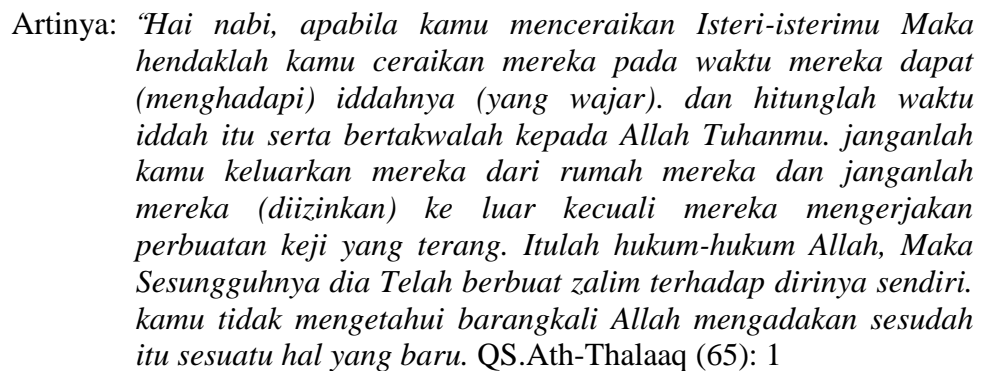 Artinya: “Hai nabi, apabila kamu menceraikan Isteri-isterimu Maka
hendaklah kamu ceraikan mereka pada waktu mereka dapat
(menghadapi) iddahnya (yang wajar). dan hitunglah waktu
iddah itu serta bertakwalah kepada Allah Tuhanmu. janganlah
kamu keluarkan mereka dari rumah mereka dan janganlah
mereka (diizinkan) ke luar kecuali mereka mengerjakan
perbuatan keji yang terang. Itulah hukum-hukum Allah, Maka
Sesungguhnya dia Telah berbuat zalim terhadap dirinya sendiri.
kamu tidak mengetahui barangkali Allah mengadakan sesudah
itu sesuatu hal yang baru. QS.Ath-Thalaaq (65): 1